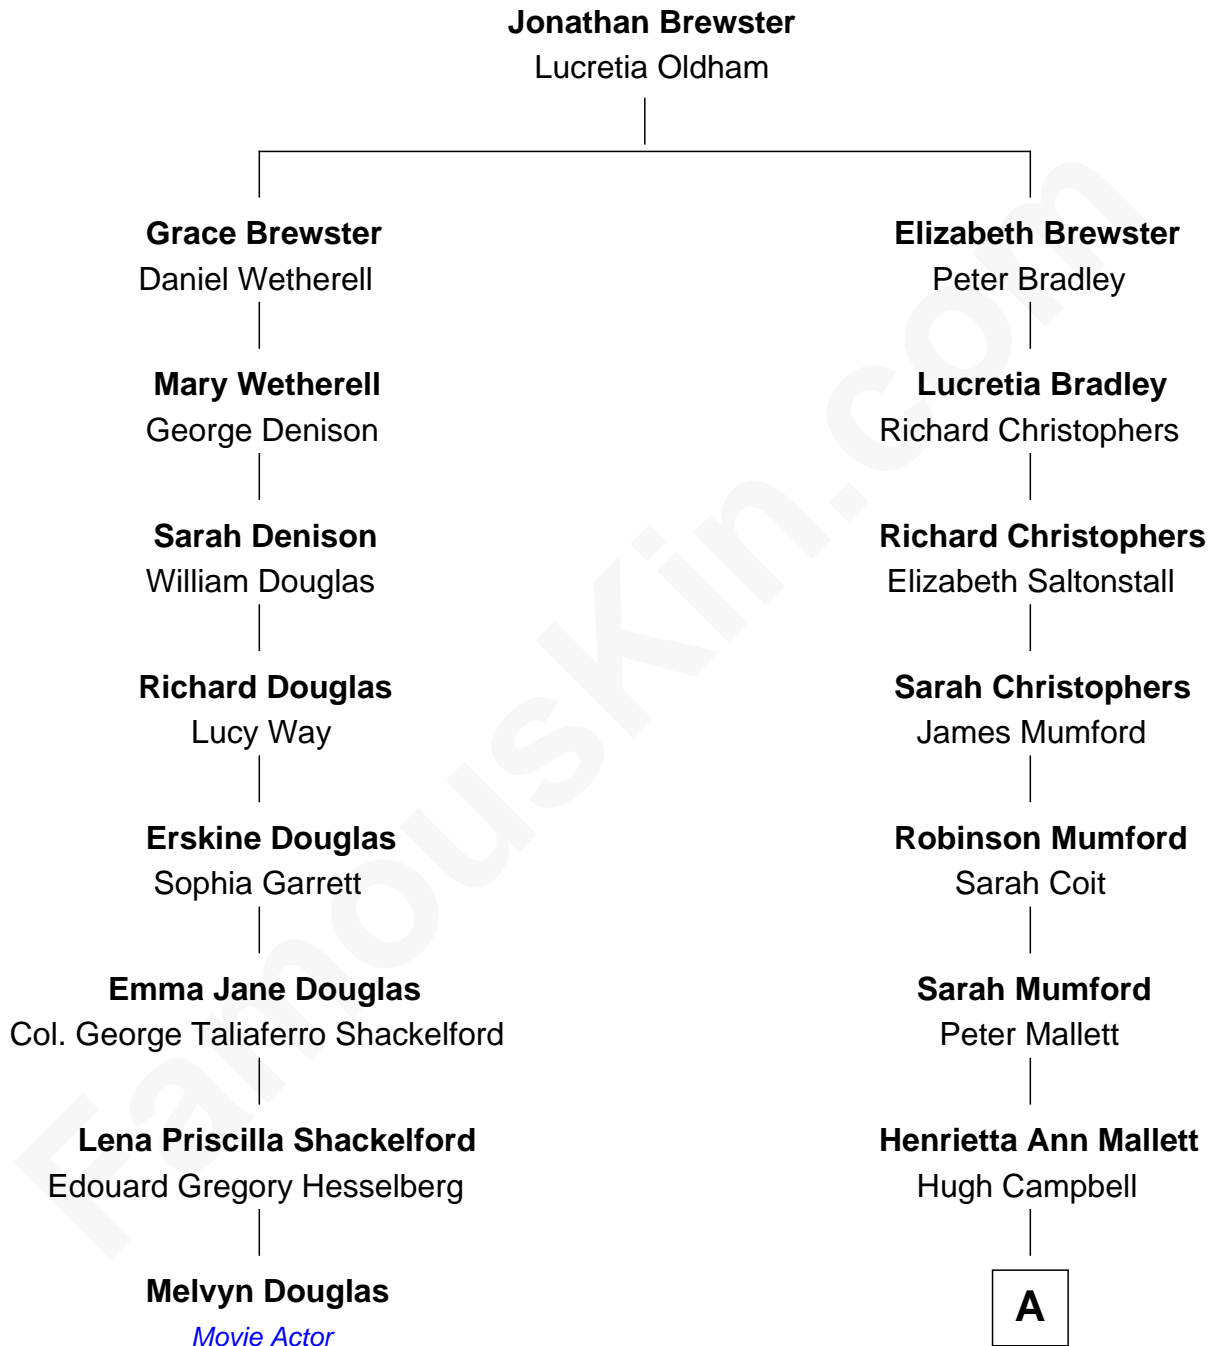 Jonathan Brewster
Lucretia Oldham
Grace Brewster
Daniel Wetherell
Elizabeth Brewster
Peter Bradley
Mary Wetherell
George Denison
Lucretia Bradley
Richard Christophers
Sarah Denison
William Douglas
Richard Christophers
Elizabeth Saltonstall
Richard Douglas
Lucy Way
Sarah Christophers
James Mumford
Erskine Douglas
Sophia Garrett
Robinson Mumford
Sarah Coit
Emma Jane Douglas
Col. George Taliaferro Shackelford
Sarah Mumford
Peter Mallett
Lena Priscilla Shackelford
Edouard Gregory Hesselberg
Henrietta Ann Mallett
Hugh Campbell
Melvyn Douglas
Movie Actor
A
FamousKin.com